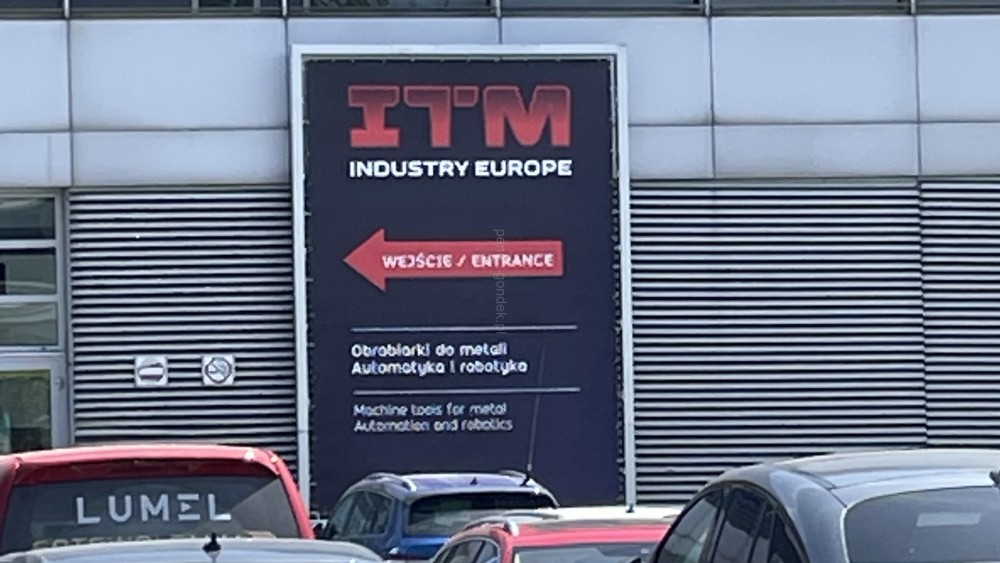 ITM
INDUSTRY EUROPE
WEJŚCIE / ENTRANCE
Obrabiarki do metali
Automatyka i robotyka
Machine tools for metal
Automation and robotics
LUMEL